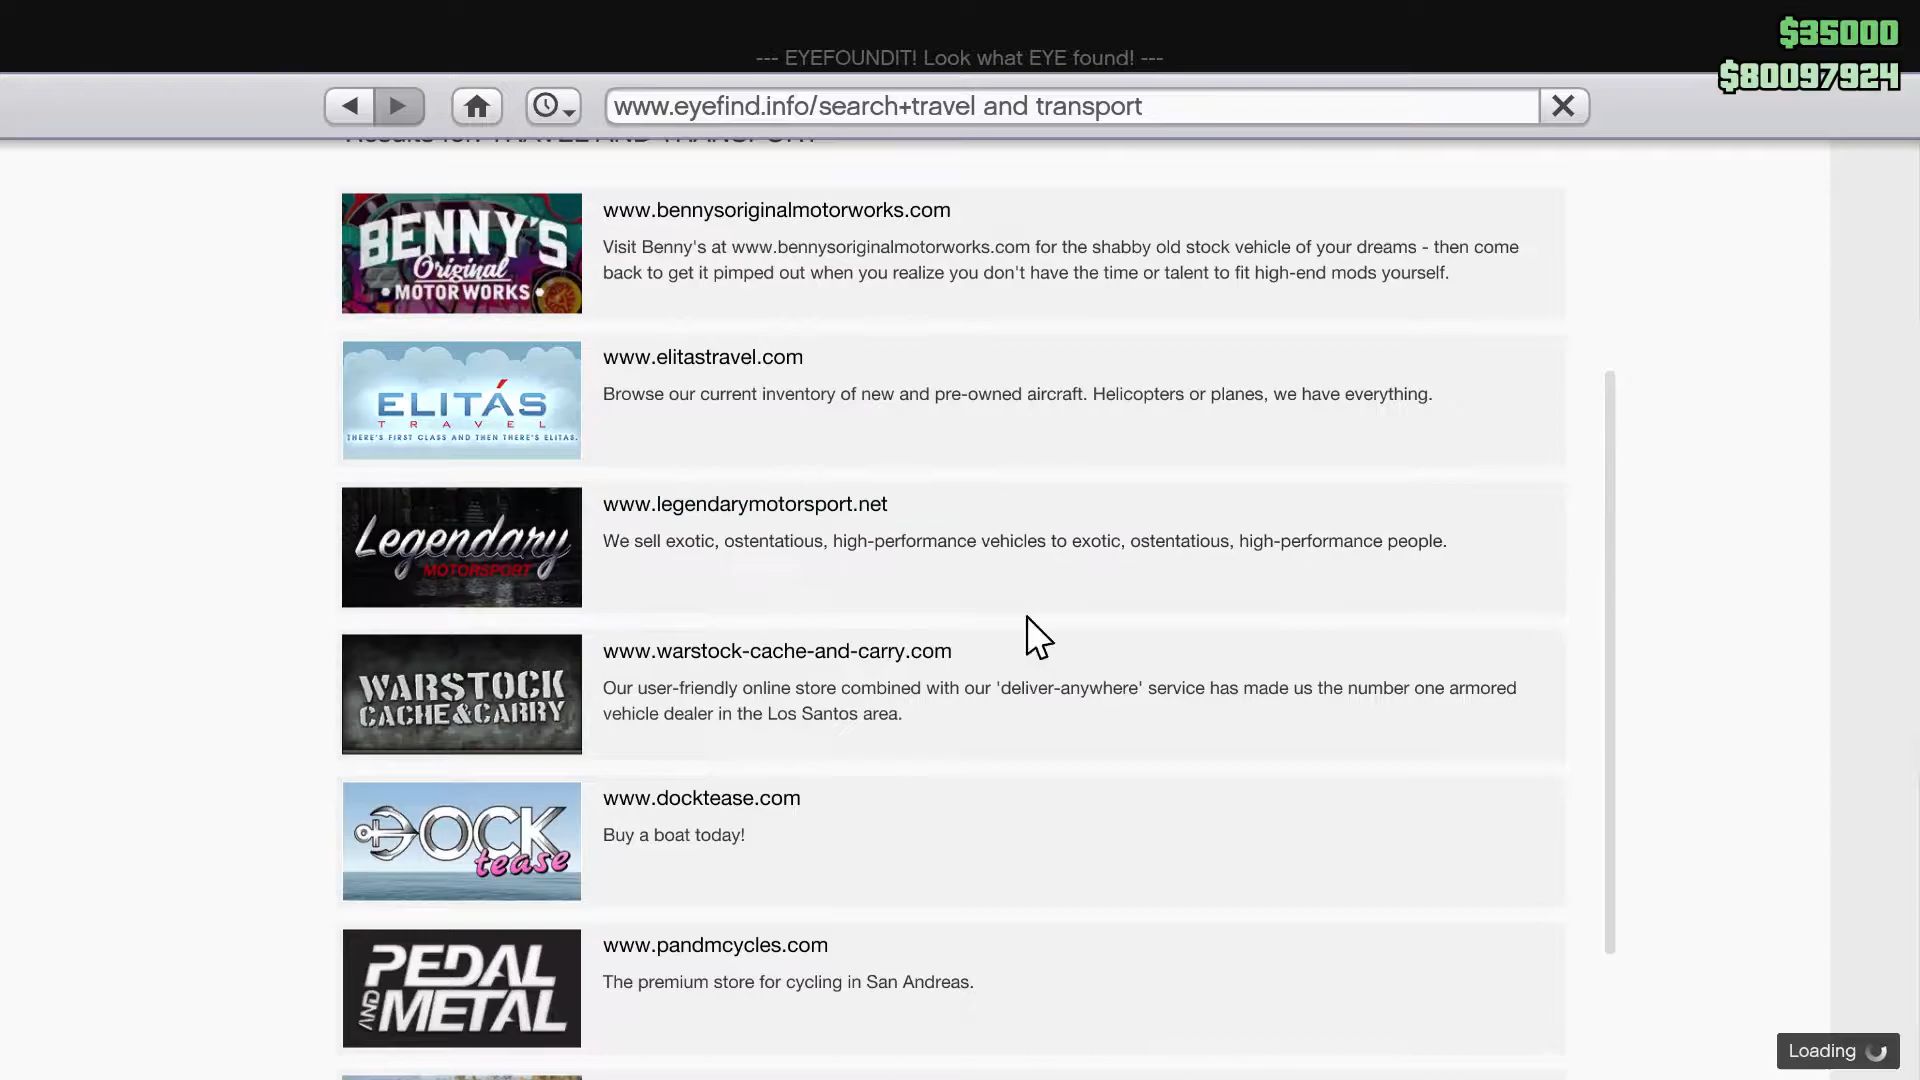 $35000
--- EYEFOUNDIT! Look what EYE found! ---
$80097924
www.eyefind.info/search+travel and transport
Results for: TRAVEL AND TRANSPORT
BENNY'S
Original
MOTOR WORKS
www.bennysoriginalmotorworks.com
Visit Benny's at www.bennysoriginalmotorworks.com for the shabby old stock vehicle of your dreams - then come
back to get it pimped out when you realize you don't have the time or talent to fit high-end mods yourself.
ELITÁS
TRAVEL
THERE'S FIRST CLASS AND THEN THERE'S ELITAS.
www.elitastravel.com
Browse our current inventory of new and pre-owned aircraft. Helicopters or planes, we have everything.
Legendary
MOTORSPORT
www.legendarymotorsport.net
We sell exotic, ostentatious, high-performance vehicles to exotic, ostentatious, high-performance people.
WARSTOCK
CACHE&CARRY
www.warstock-cache-and-carry.com
Our user-friendly online store combined with our 'deliver-anywhere' service has made us the number one armored
vehicle dealer in the Los Santos area.
DOCK
tease
www.docktease.com
Buy a boat today!
PEDAL
AND METAL
www.pandmcycles.com
The premium store for cycling in San Andreas.
Loading